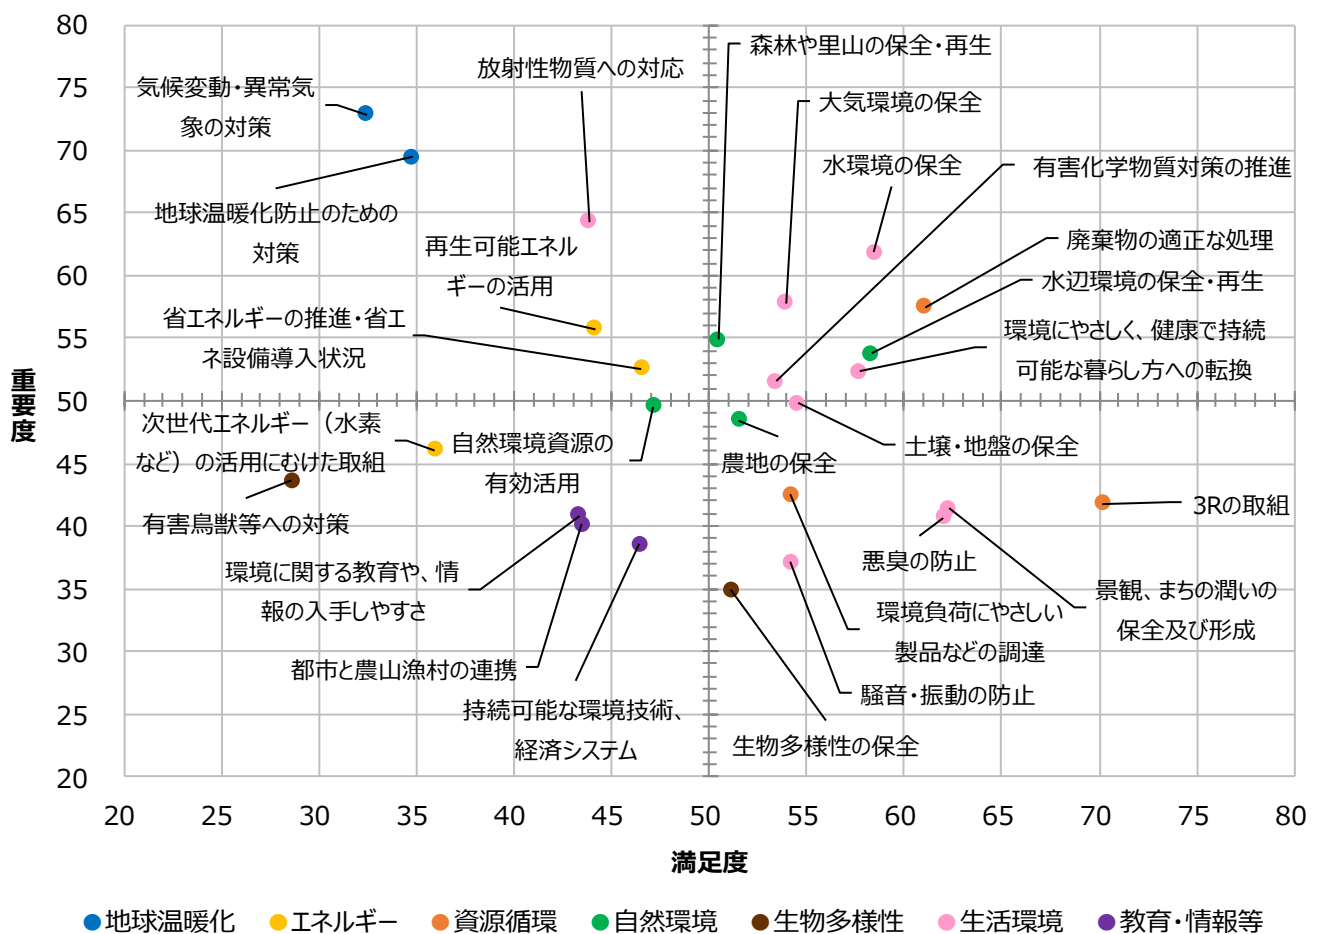 80
75
70
65
60
55
50
45
40
35
30
25
20
重要度
森林や里山の保全・再生
放射性物質への対応
気候変動・異常気
象の対策
大気環境の保全
水環境の保全
有害化学物質対策の推進
地球温暖化防止のための
対策
再生可能エネル
ギーの活用
廃棄物の適正な処理
水辺環境の保全・再生
省エネルギーの推進・省エ
ネ設備導入状況
環境にやさしく、健康で持続
可能な暮らし方への転換
次世代エネルギー（水素
など）の活用にむけた取組
自然環境資源の
有効活用
土壌・地盤の保全
農地の保全
有害鳥獣等への対策
3Rの取組
悪臭の防止
環境に関する教育や、情
報の入手しやすさ
景観、まちの潤いの
保全及び形成
環境負荷にやさしい
製品などの調達
都市と農山漁村の連携
騒音・振動の防止
持続可能な環境技術、
経済システム
生物多様性の保全
20 25 30 35 40 45 50 55 60 65 70 75 80
満足度
地球温暖化 エネルギー 資源循環 自然環境 生物多様性 生活環境 教育・情報等